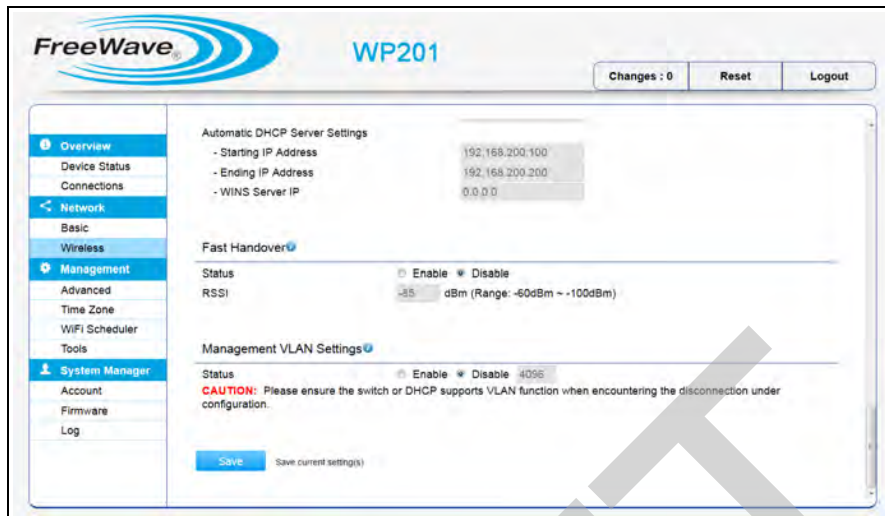 FreeWave®
WP201
Changes : 0 Reset Logout
Overview
Device Status
Connections
Network
Basic
Wireless
Management
Advanced
Time Zone
WiFi Scheduler
Tools
System Manager
Account
Firmware
Log
Automatic DHCP Server Settings
- Starting IP Address 192.168.200.100
- Ending IP Address 192.168.200.200
- WINS Server IP 0.0.0.0
Fast Handover
Status Enable Disable
RSSI -85 dBm (Range: -60dBm ~ -100dBm)
Management VLAN Settings
Status Enable Disable 4096
CAUTION: Please ensure the switch or DHCP supports VLAN function when encountering the disconnection under
configuration.
Save Save current setting(s)